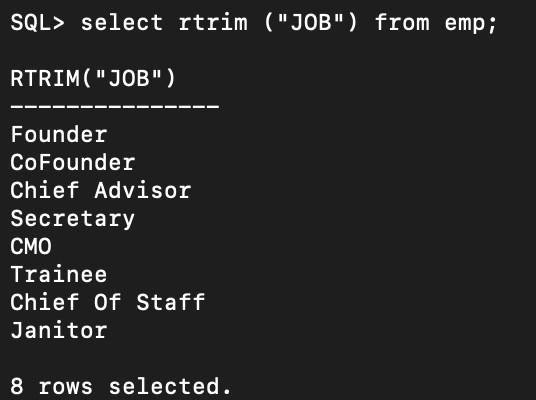 SQL> select rtrim ("JOB") from emp;
RTRIM("JOB")
---------------
Founder
CoFounder
Chief Advisor
Secretary
CMO
Trainee
Chief Of Staff
Janitor
8 rows selected.